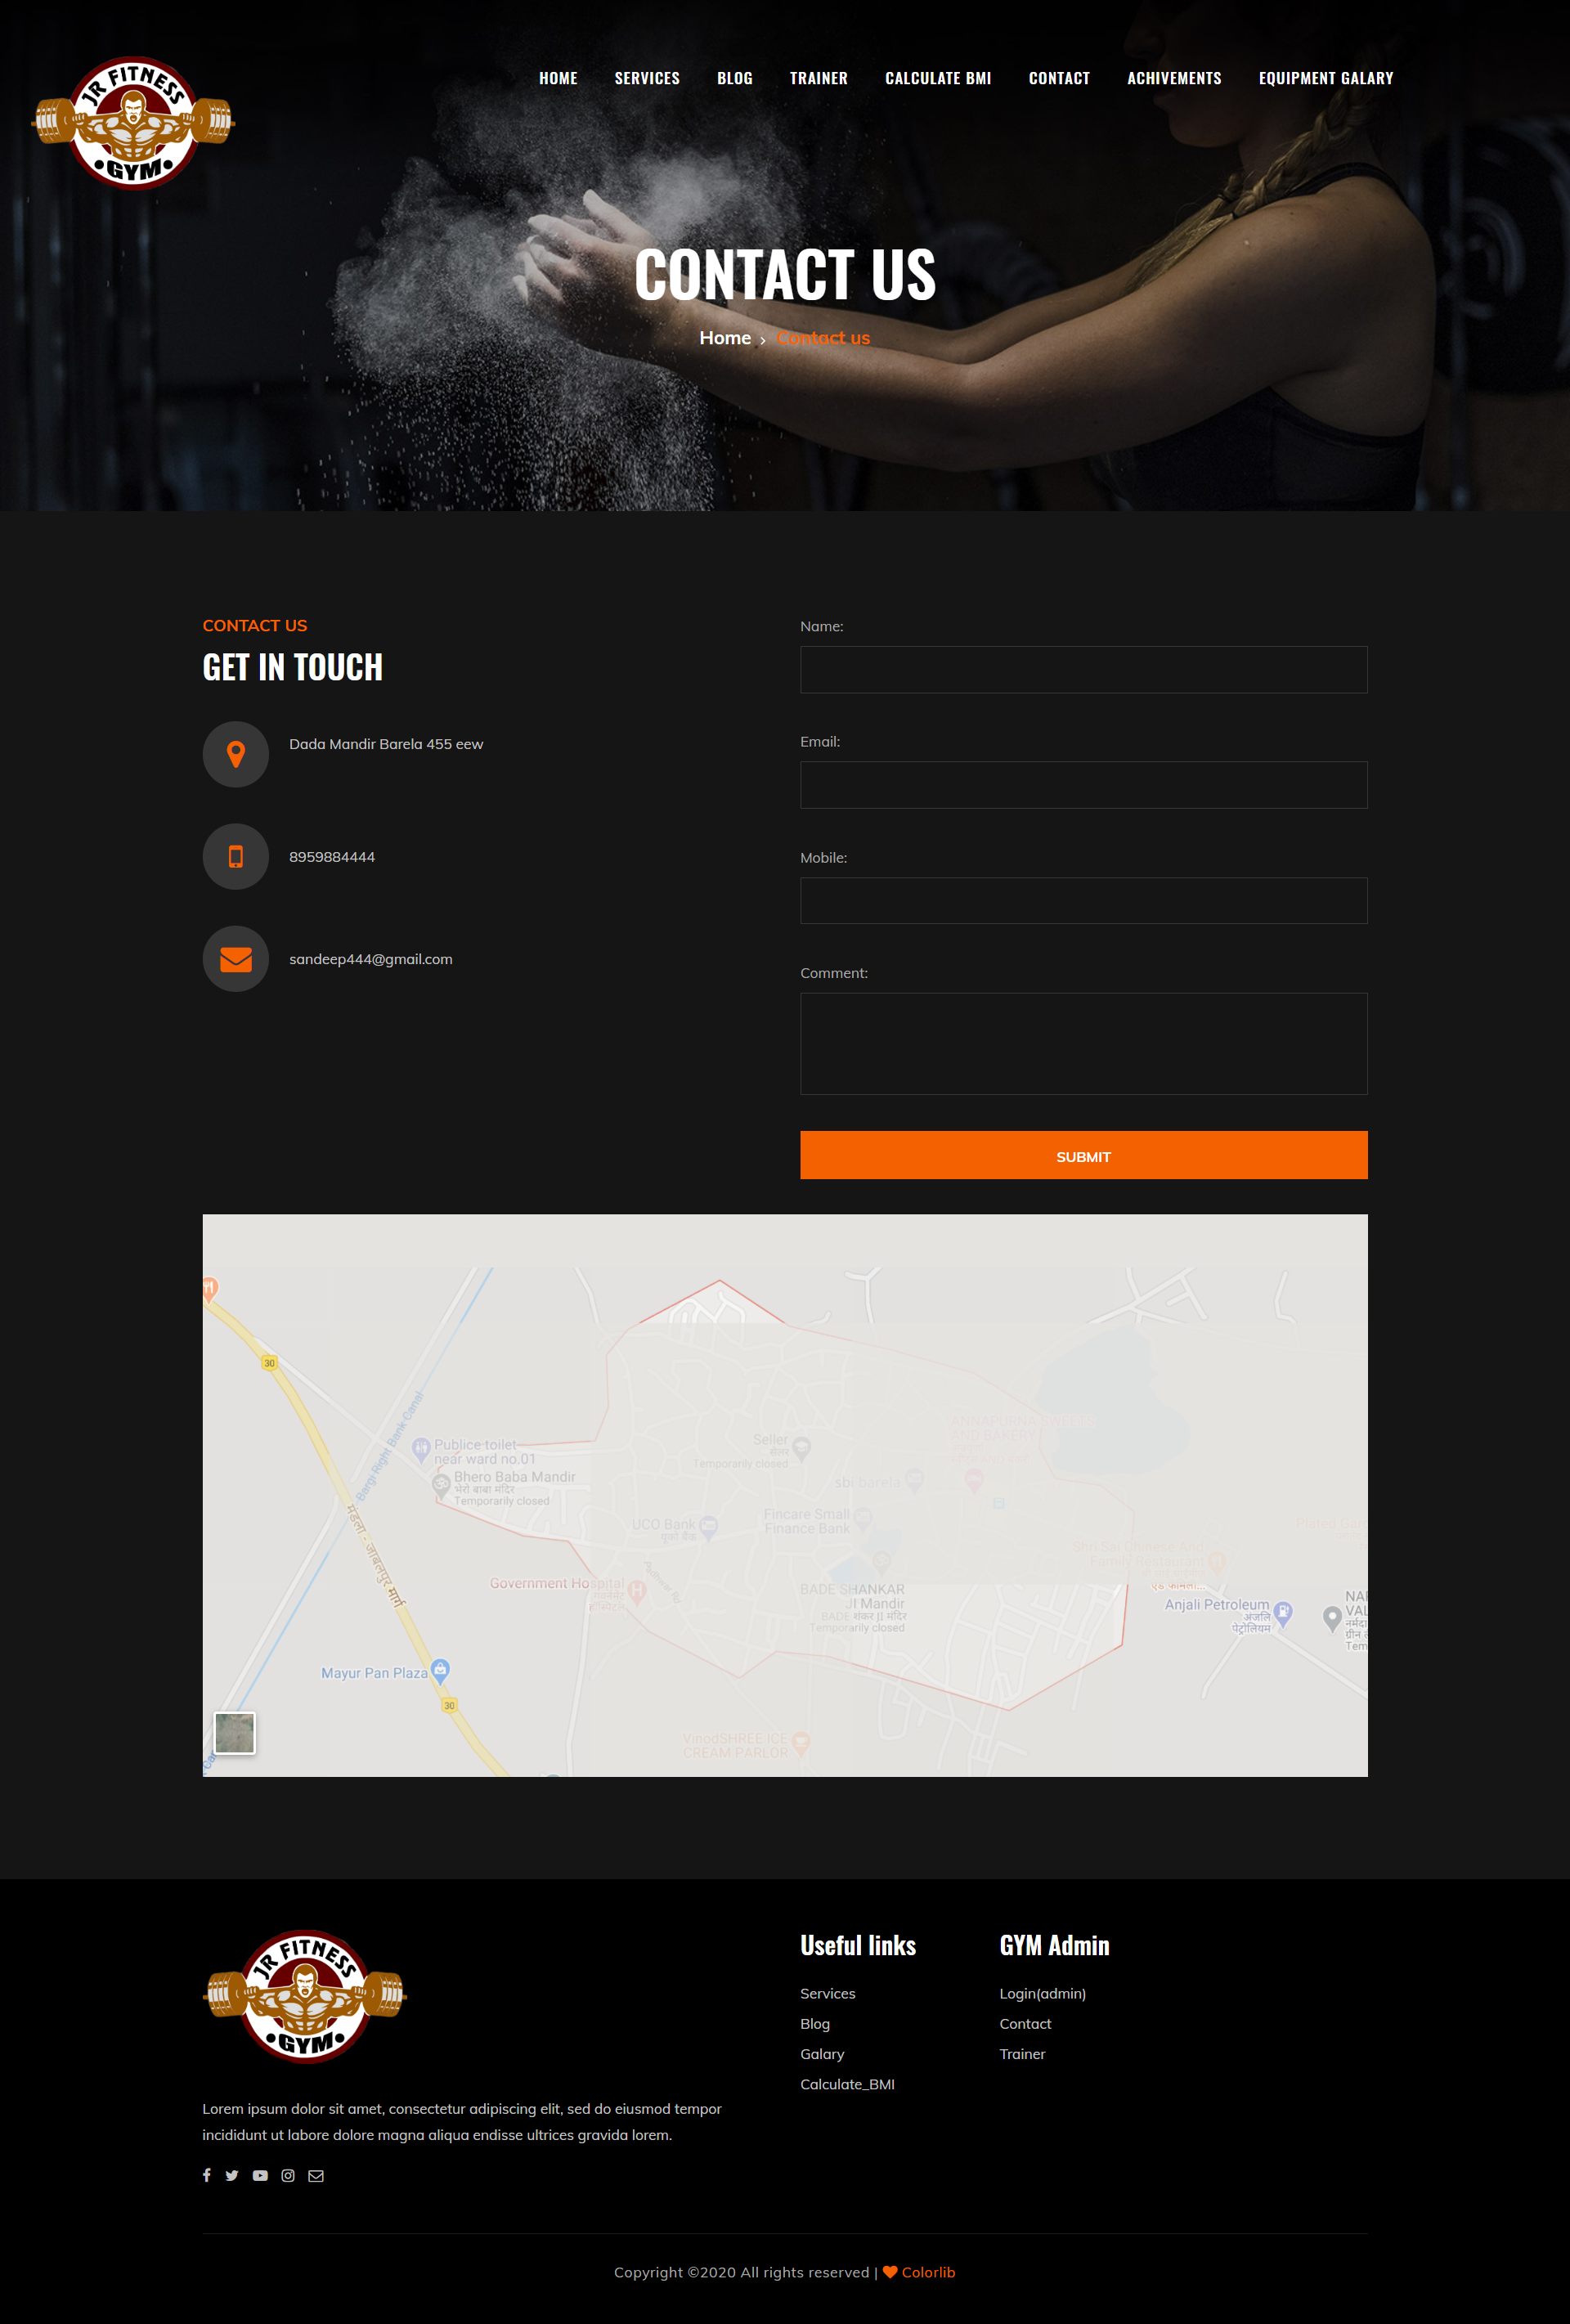 JR FITNESS
GYM
HOME
SERVICES
BLOG
TRAINER
CALCULATE BMI
CONTACT
ACHIVEMENTS
EQUIPMENT GALARY
CONTACT US
Home
Contact us
CONTACT US
GET IN TOUCH
Dada Mandir Barela 455 eew
8959884444
sandeep444@gmail.com
Name:
Email:
Mobile:
Comment:
SUBMIT
30
Bargi Right Bank Canal
Publice toilet
near ward no.01
Bhero Baba Mandir
भेरो बाबा मंदिर
Temporarily closed
Seller
सेलर
Temporarily closed
ANNAPURNA SWEETS
AND BAKERY
sbi barela
UCO Bank
यूको बैंक
Fincare Small
Finance Bank
मंडला - जाबलपुर मार्ग
Government Hospital
गवर्नमेंट
हॉस्पिटल
BADE SHANKAR
JI Mandir
BADE शंकर JI मंदिर
Temporarily closed
Shri Sai Chinese And
Family Restaurant
Anjali Petroleum
अंजलि
पेट्रोलियम
Mayur Pan Plaza
30
VinodSHREE ICE
CREAM PARLOR
JR FITNESS
GYM
Lorem ipsum dolor sit amet, consectetur adipiscing elit, sed do eiusmod tempor
incididunt ut labore dolore magna aliqua endisse ultrices gravida lorem.
Useful links
Services
Blog
Galary
Calculate_BMI
GYM Admin
Login(admin)
Contact
Trainer
Copyright ©2020 All rights reserved | Colorlib